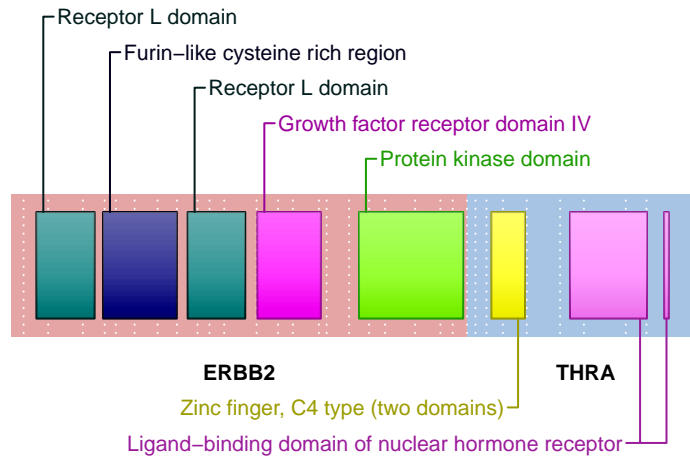 Receptor L domain
Furin−like cysteine rich region
Receptor L domain
Growth factor receptor domain IV
Protein kinase domain
ERBB2
THRA
Zinc finger, C4 type (two domains)
Ligand−binding domain of nuclear hormone receptor